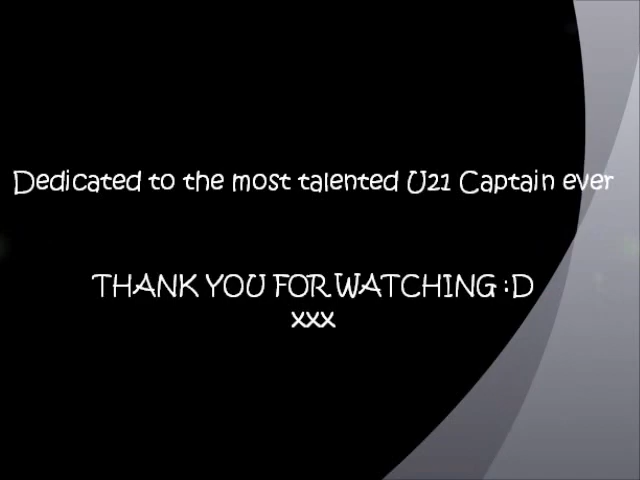 Dedicated to the most talented U21 Captain ever
THANK YOU FOR WATCHING :D
xxx